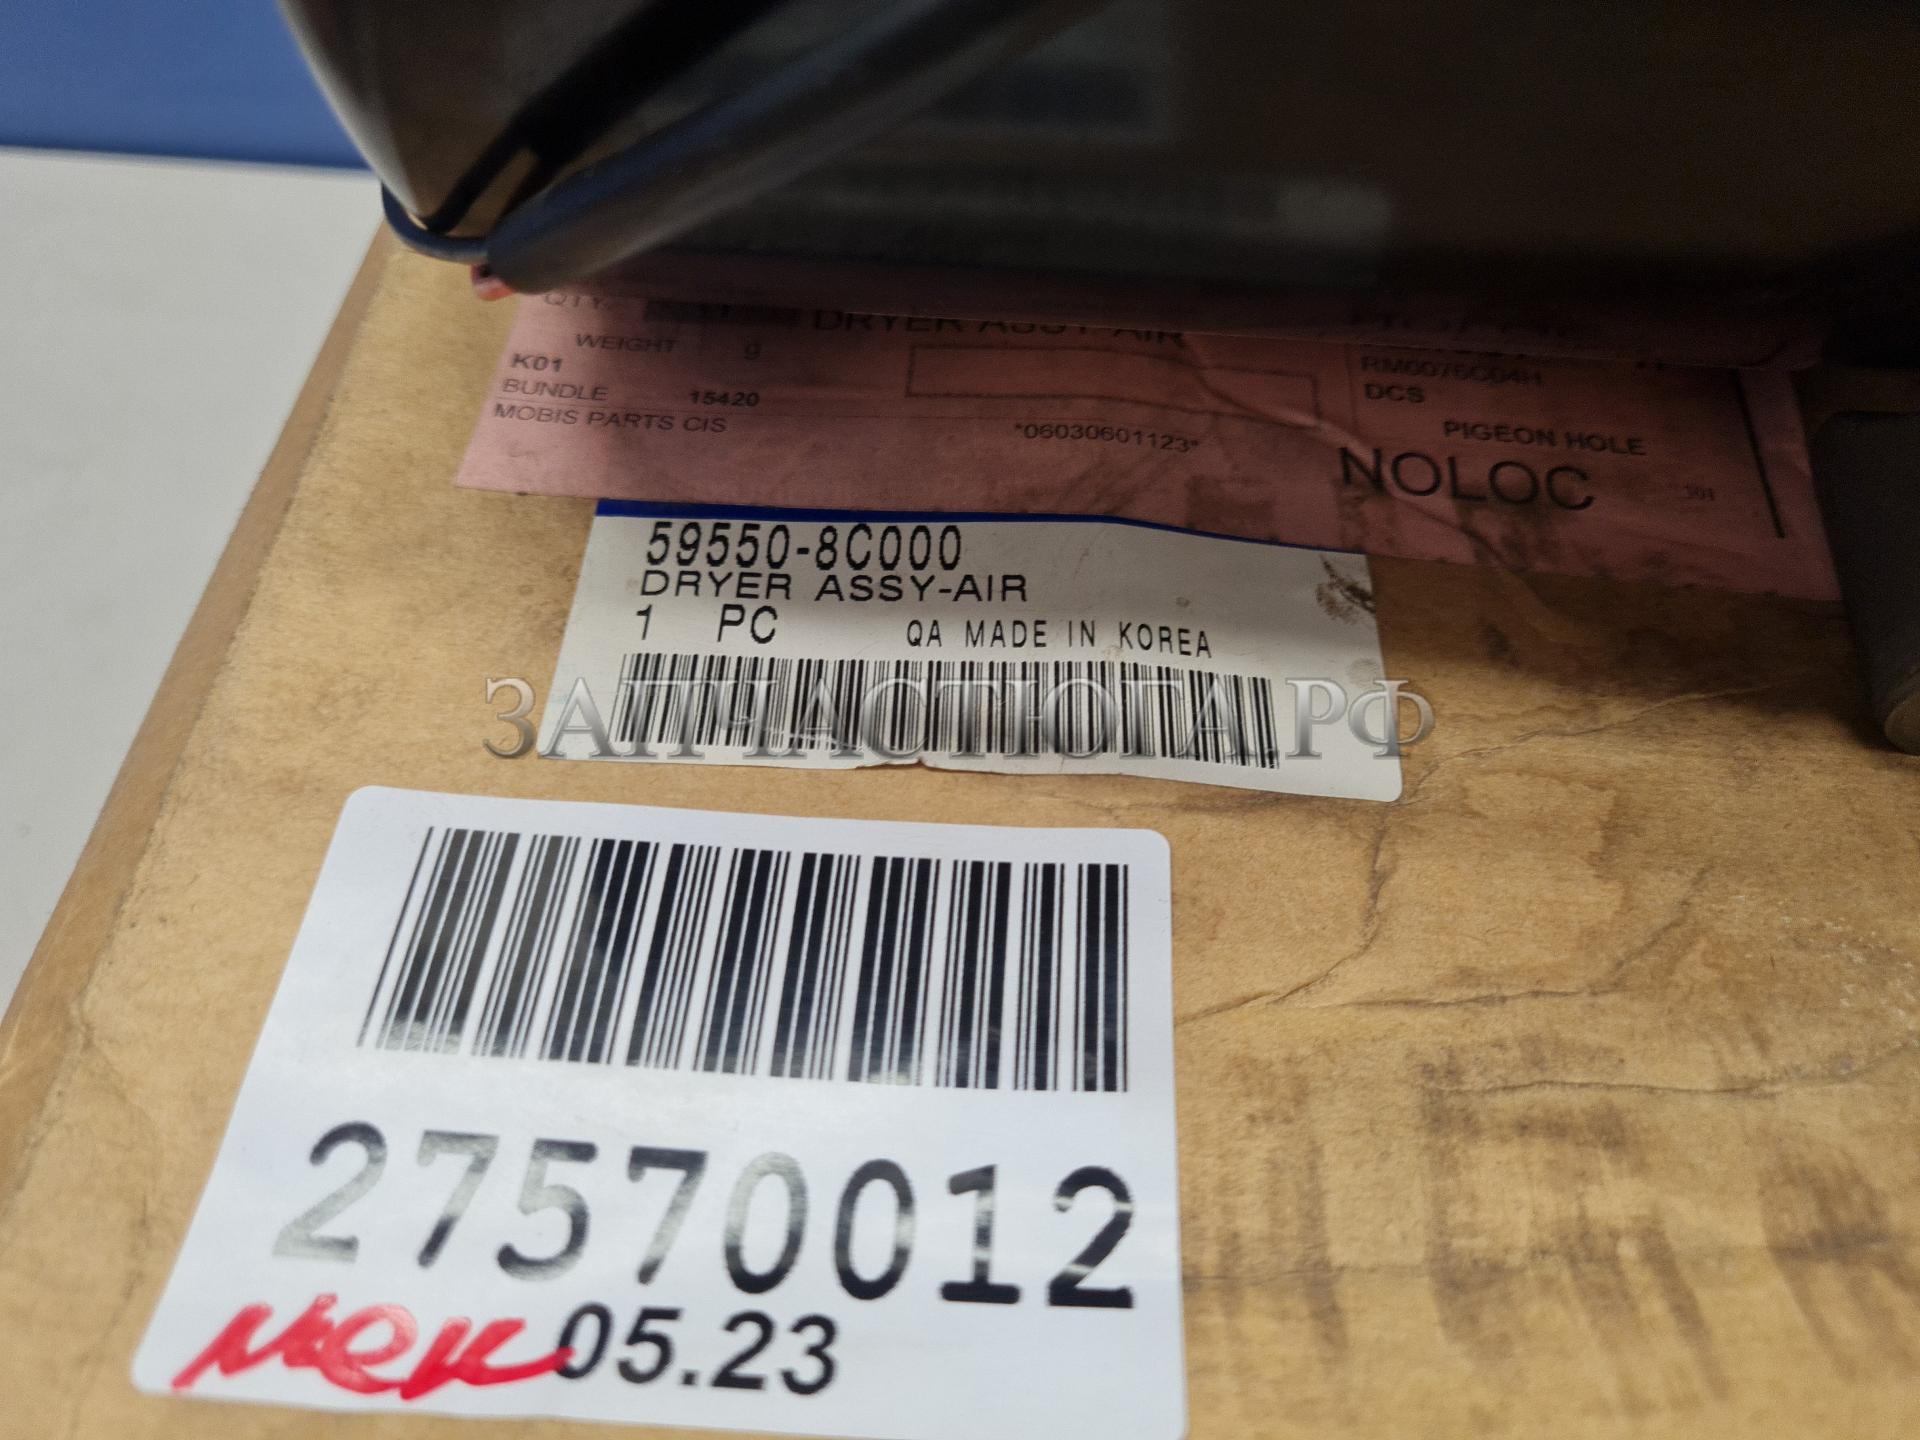 QTY.
DRYER ASSY-AIR
WEIGHT g
K01
RM0076C04H
BUNDLE 15420
DCS
MOBIS PARTS CIS
*06030601123*
PIGEON HOLE
NOLOC
59550-8C000
DRYER ASSY-AIR
1 PC QA MADE IN KOREA
ЗАПЧАСТЮГА.РФ
27570012
05.23